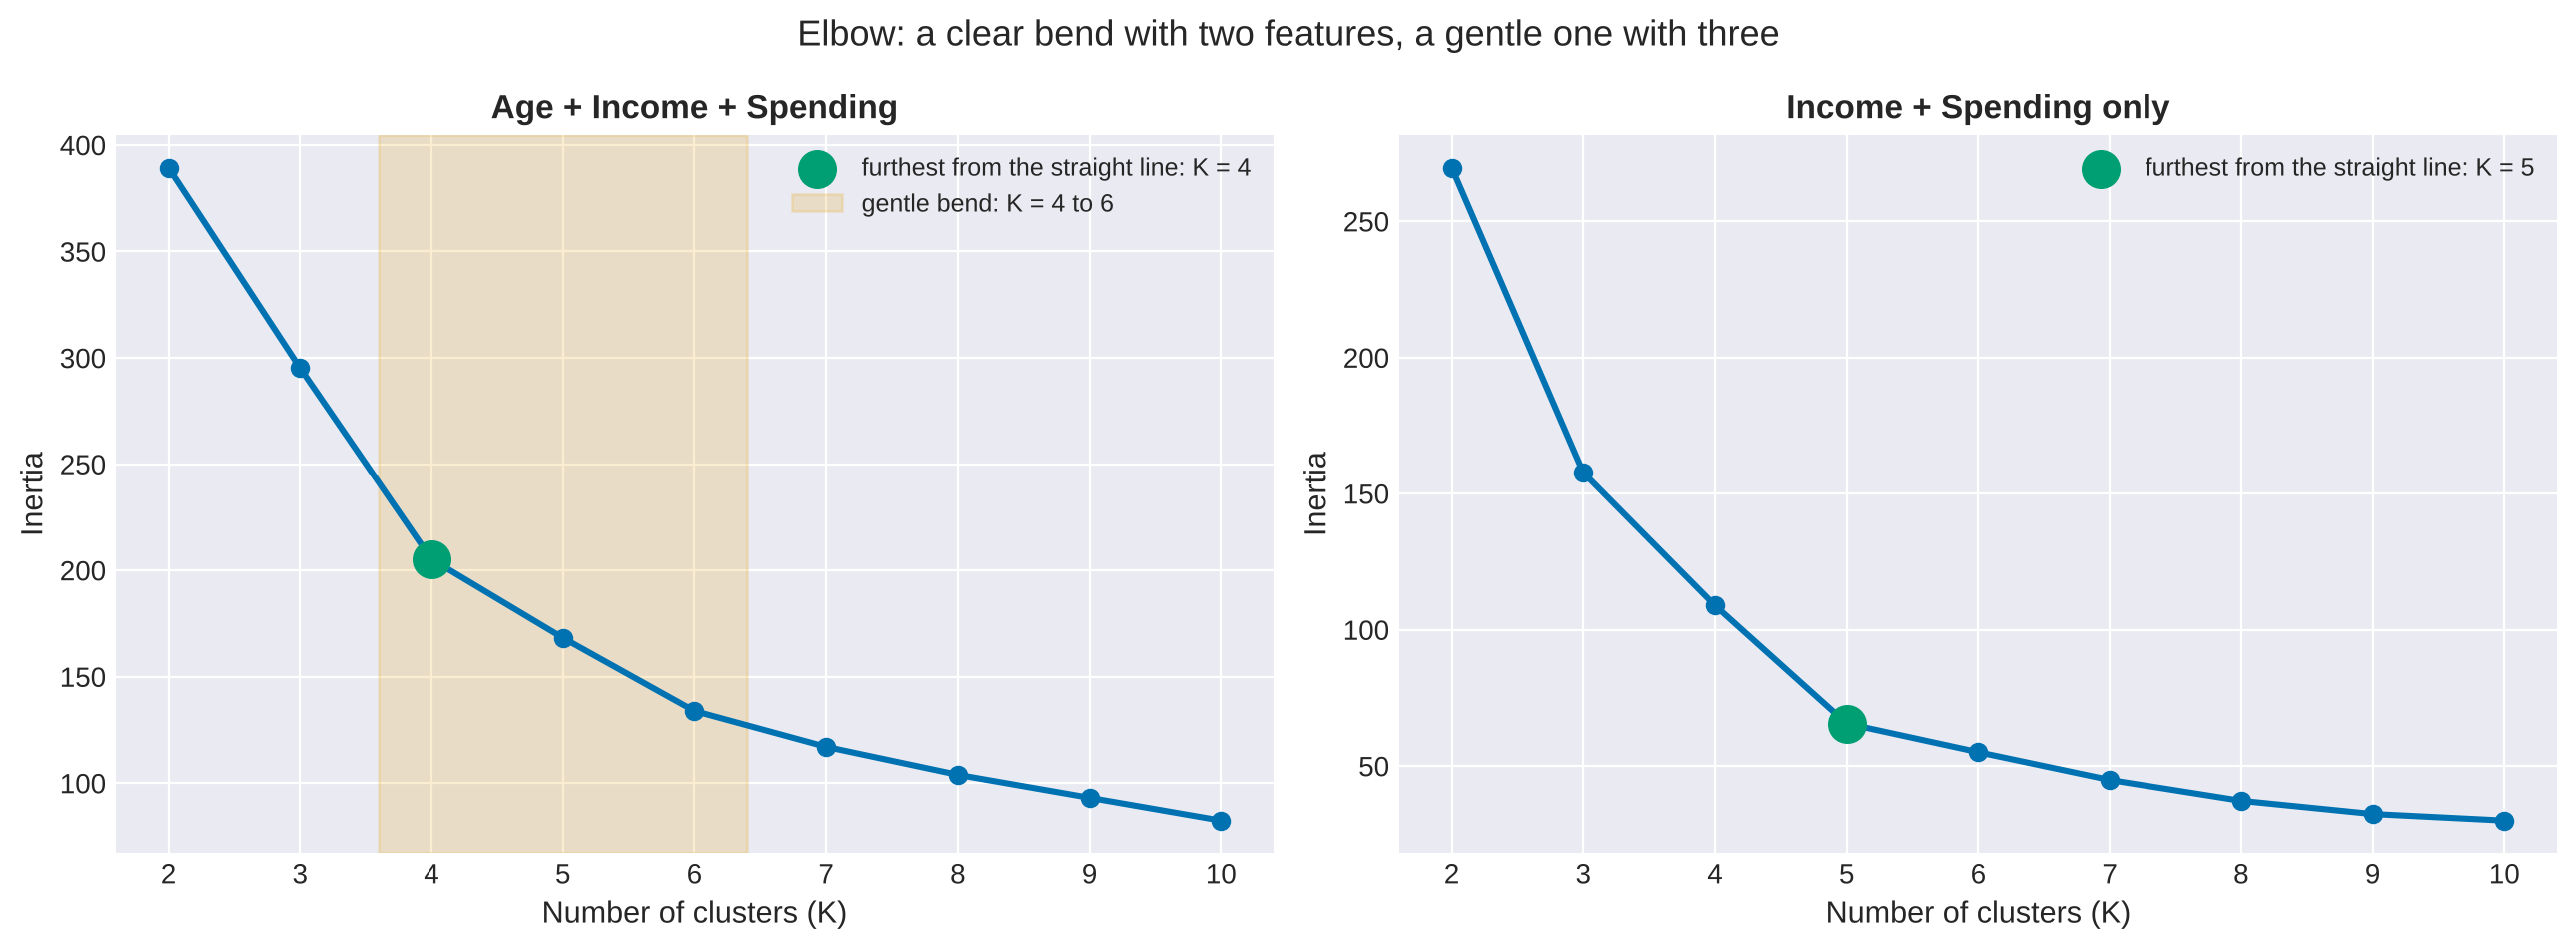 Elbow: a clear bend with two features, a gentle one with three
Age + Income + Spending
furthest from the straight line: K = 4
gentle bend: K = 4 to 6
400
350
300
250
200
150
100
Inertia
2 3 4 5 6 7 8 9 10
Number of clusters (K)
Income + Spending only
furthest from the straight line: K = 5
250
200
150
100
50
Inertia
2 3 4 5 6 7 8 9 10
Number of clusters (K)